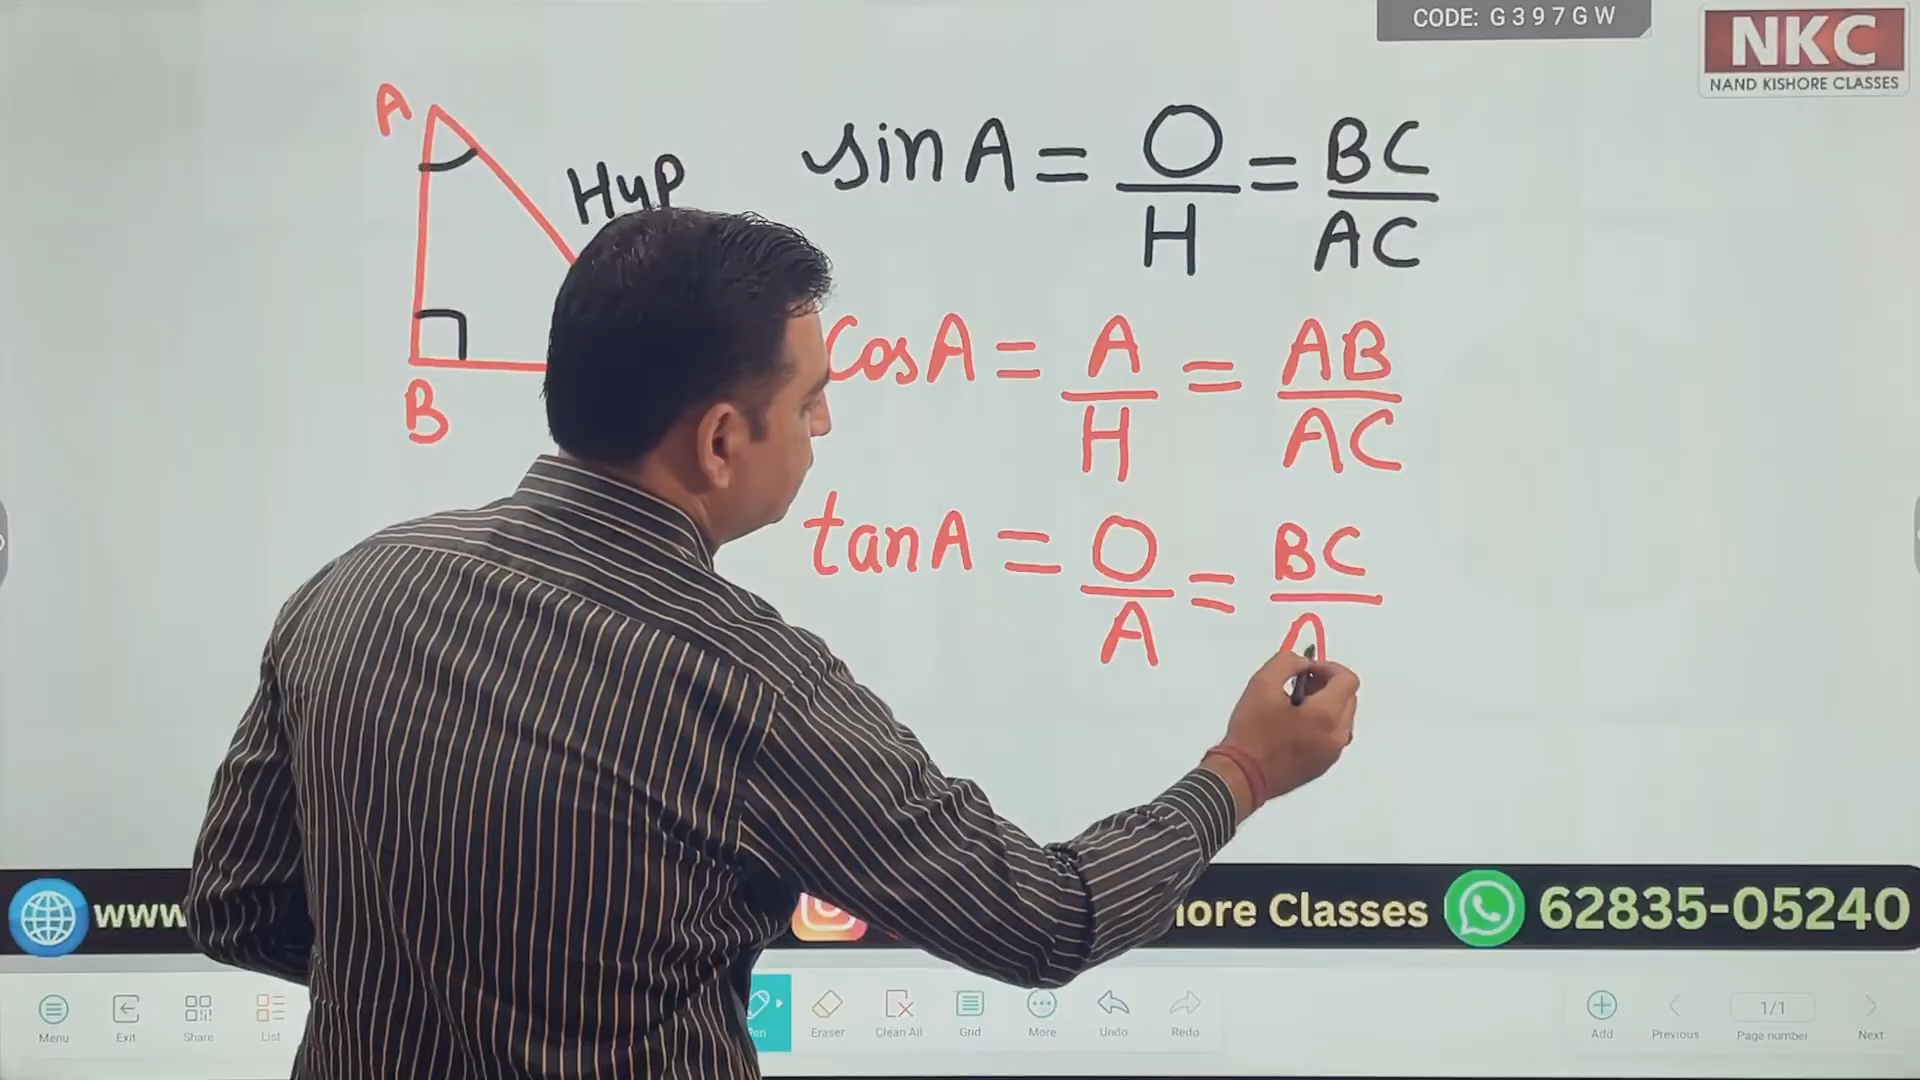 CODE: G397GW
NKC
NAND KISHORE CLASSES
A
Hyp
B
sin A = O/H = BC/AC
cos A = A/H = AB/AC
tan A = O/A = BC/A
www
Classes
62835-05240
Menu
Exit
Share
List
Eraser
Clean All
Grid
More
Undo
Redo
Add
Previous
1/1
Page number
Next